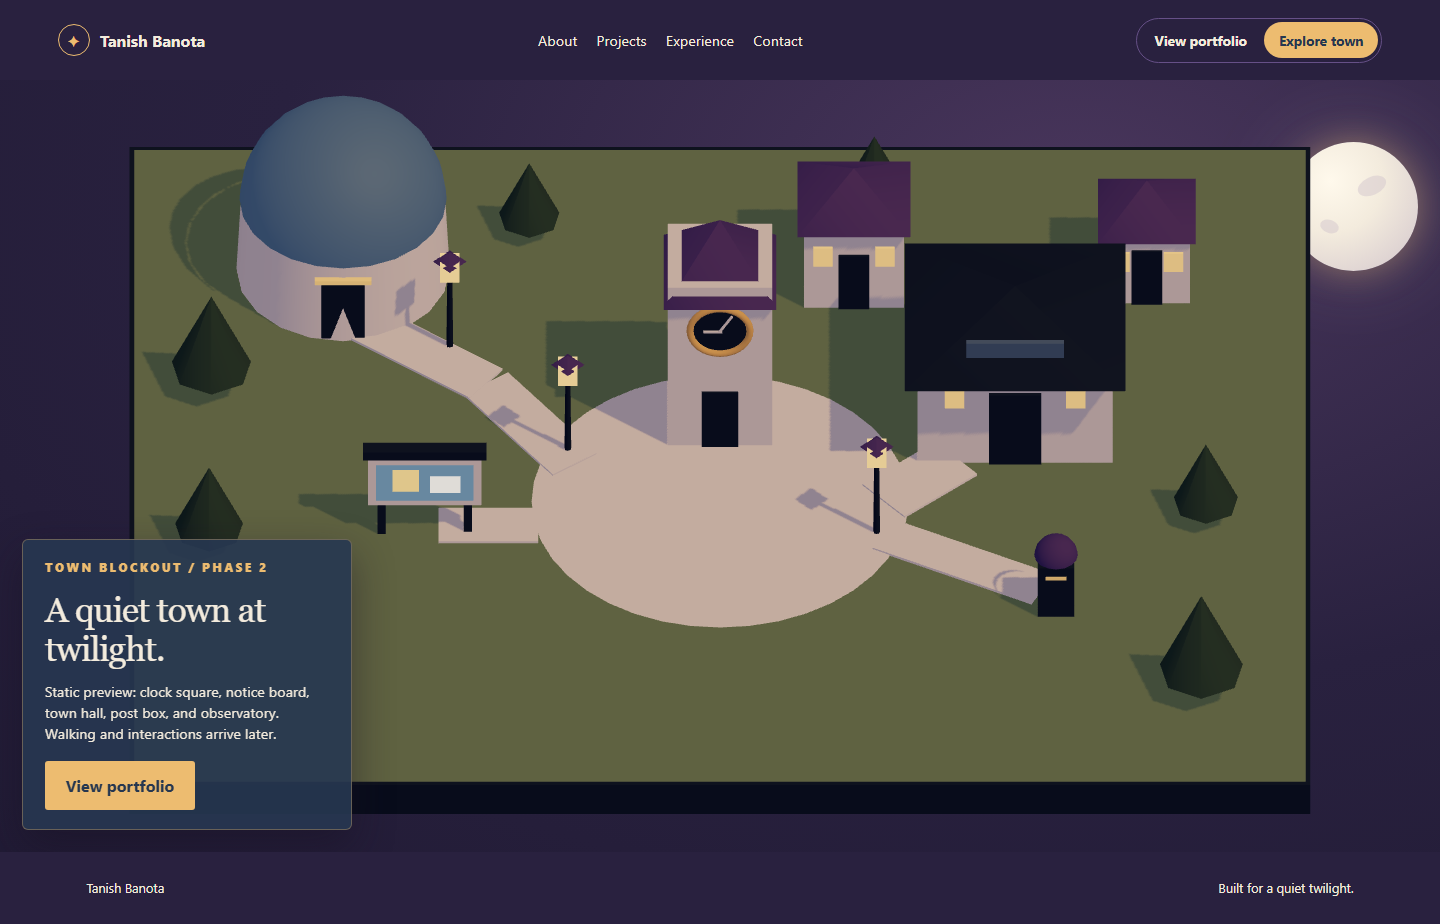 Tanish Banota
About
Projects
Experience
Contact
View portfolio
Explore town
TOWN BLOCKOUT / PHASE 2
A quiet town at
twilight.
Static preview: clock square, notice board,
town hall, post box, and observatory.
Walking and interactions arrive later.
View portfolio
Tanish Banota
Built for a quiet twilight.